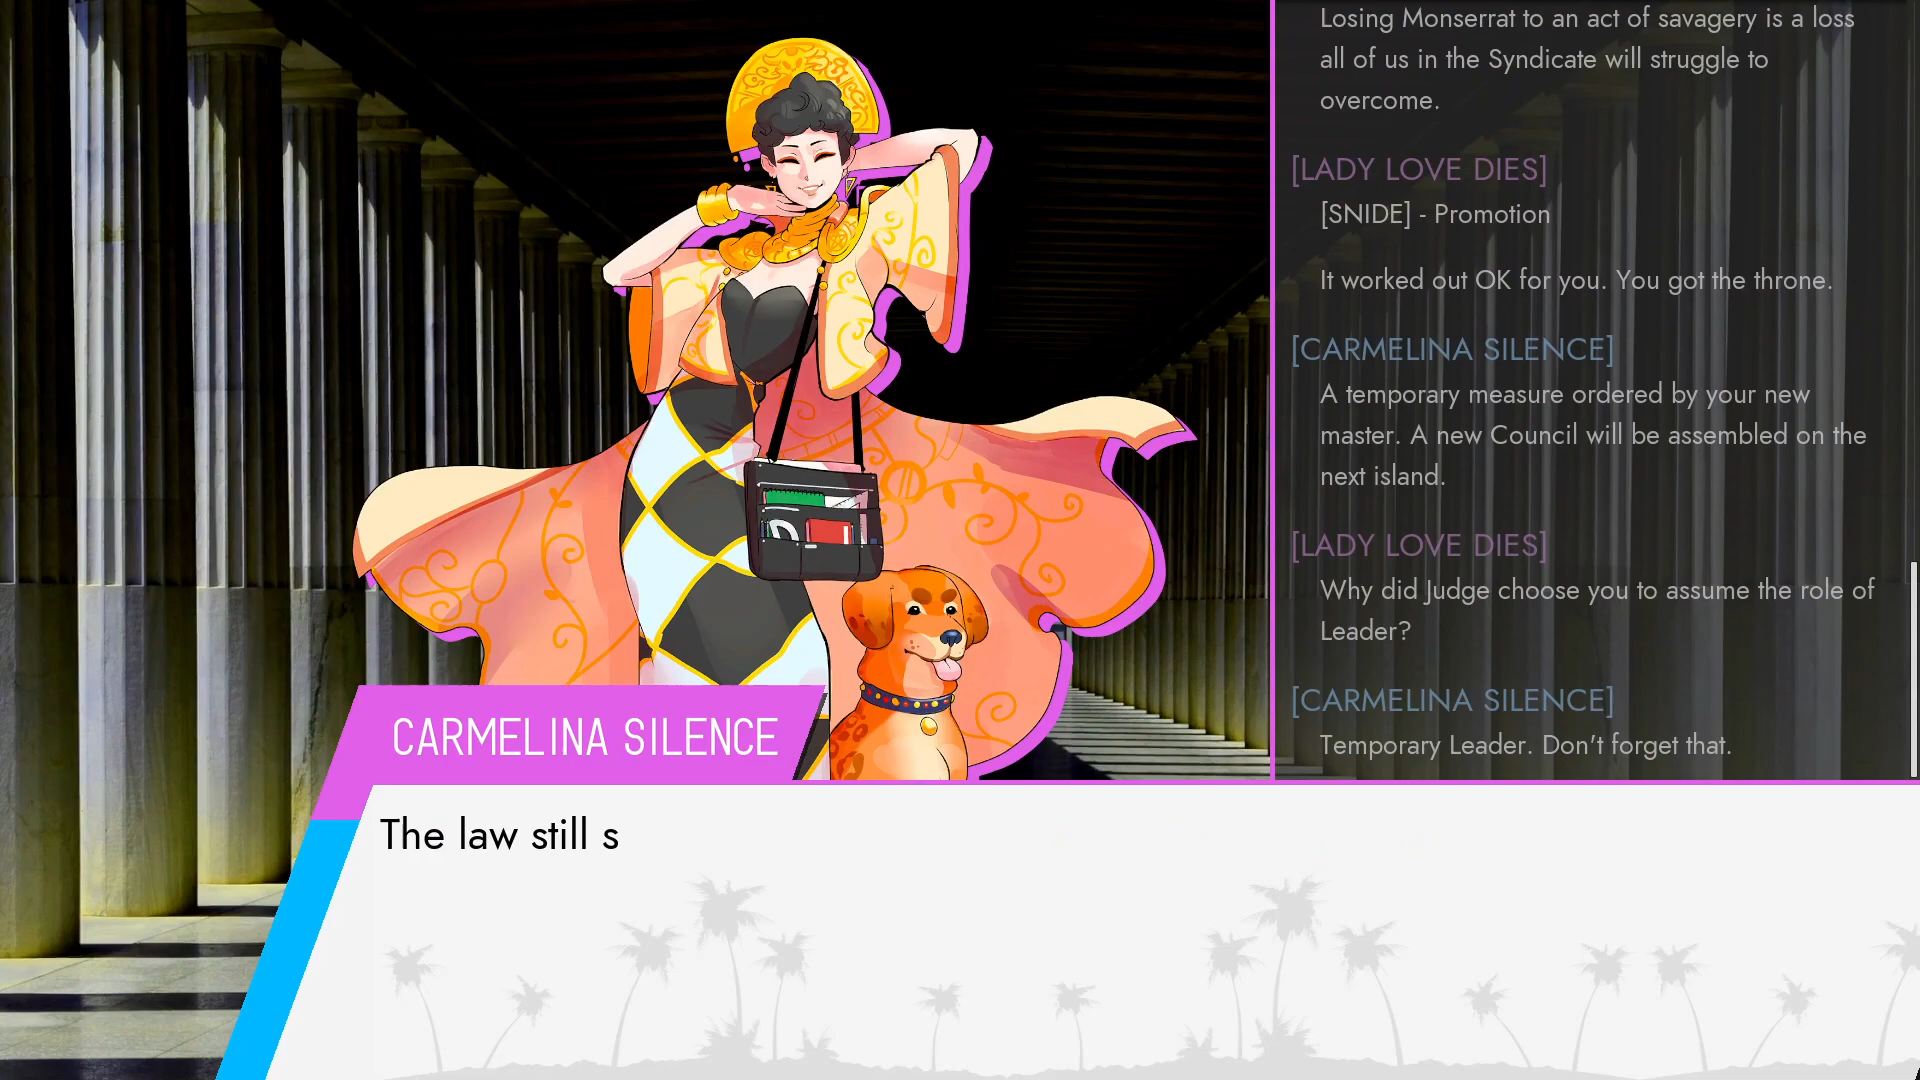 Losing Monserrat to an act of savagery is a loss
all of us in the Syndicate will struggle to
overcome.
[LADY LOVE DIES]
[SNIDE] - Promotion
It worked out OK for you. You got the throne.
[CARMELINA SILENCE]
A temporary measure ordered by your new
master. A new Council will be assembled on the
next island.
[LADY LOVE DIES]
Why did Judge choose you to assume the role of
Leader?
[CARMELINA SILENCE]
Temporary Leader. Don't forget that.
CARMELINA SILENCE
The law still s